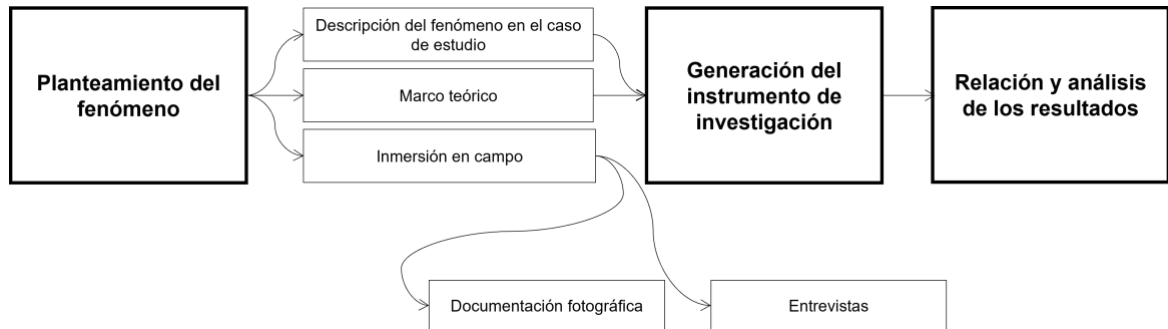 Planteamiento del
fenómeno
Descripción del fenómeno en el caso
de estudio
Marco teórico
Inmersión en campo
Generación del
instrumento de
investigación
Relación y análisis
de los resultados
Documentación fotográfica
Entrevistas